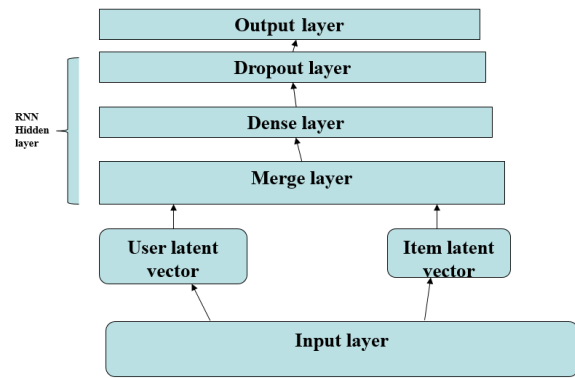 Output layer
Dropout layer
RNN
Hidden
layer
Dense layer
Merge layer
User latent
vector
Item latent
vector
Input layer